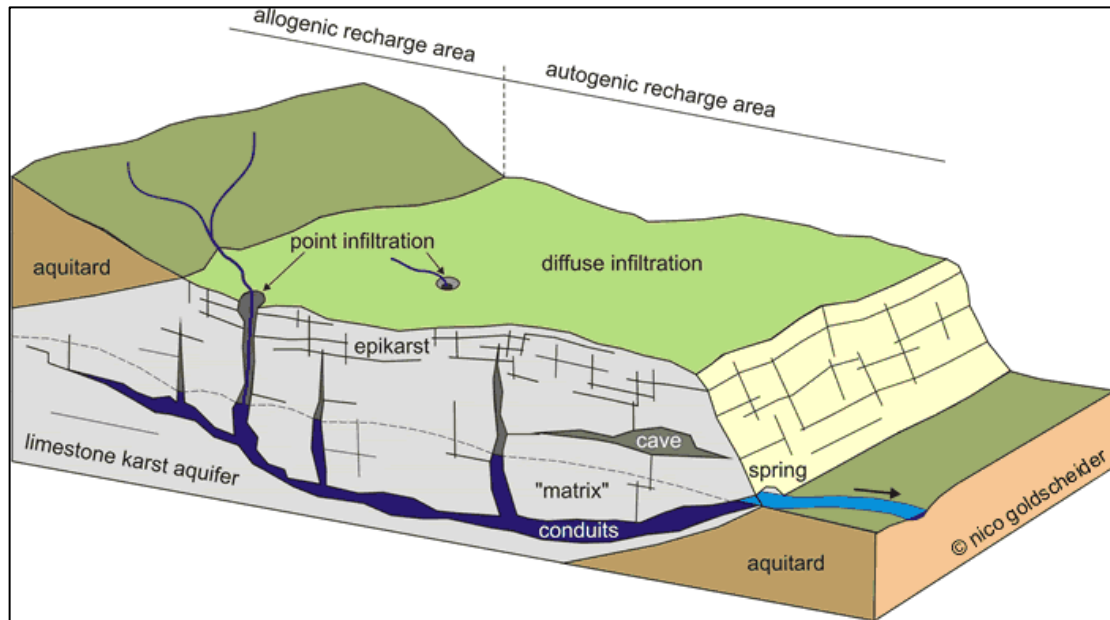 allogenic recharge area
autogenic recharge area
point infiltration
diffuse infiltration
aquitard
epikarst
cave
limestone karst aquifer
"matrix"
spring
conduits
aquitard
© nico goldscheider